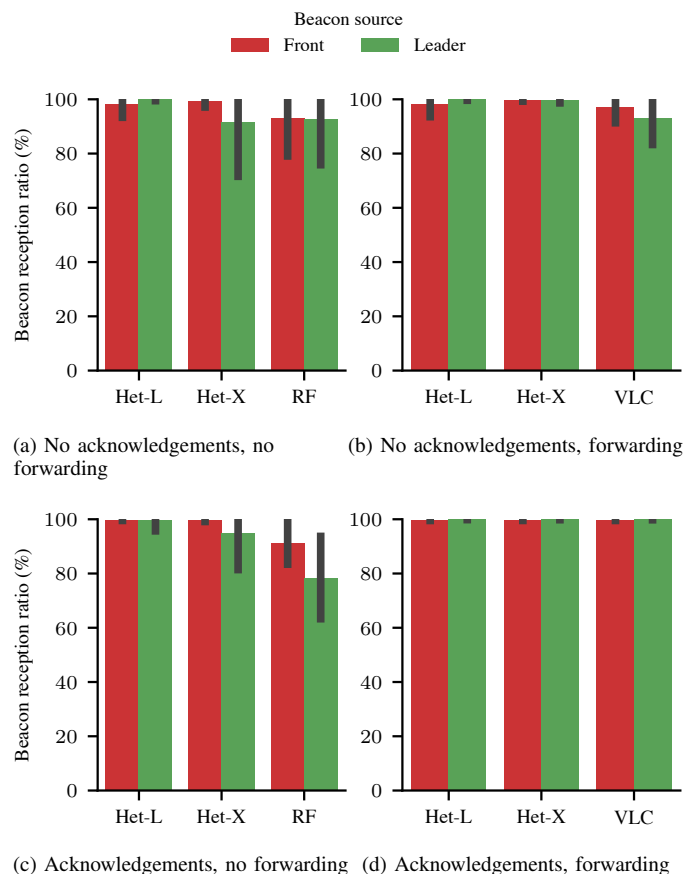 Beacon source
Front Leader
Beacon reception ratio (%)
100
80
60
40
20
0
Het-L Het-X RF
100
80
60
40
20
0
Het-L Het-X VLC
(a) No acknowledgements, no
forwarding
(b) No acknowledgements, forwarding
Beacon reception ratio (%)
100
80
60
40
20
0
Het-L Het-X RF
100
80
60
40
20
0
Het-L Het-X VLC
(c) Acknowledgements, no forwarding
(d) Acknowledgements, forwarding